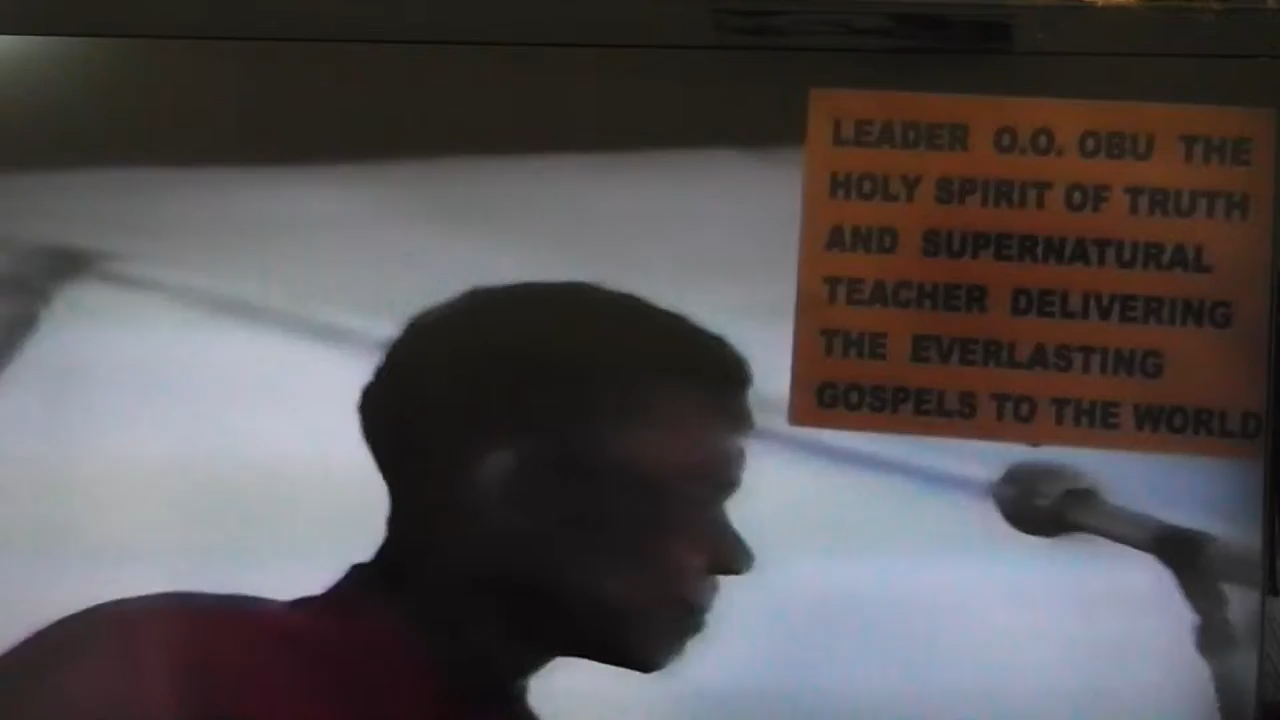 LEADER O.O. OBU THE
HOLY SPIRIT OF TRUTH
AND SUPERNATURAL
TEACHER DELIVERING
THE EVERLASTING
GOSPELS TO THE WORLD